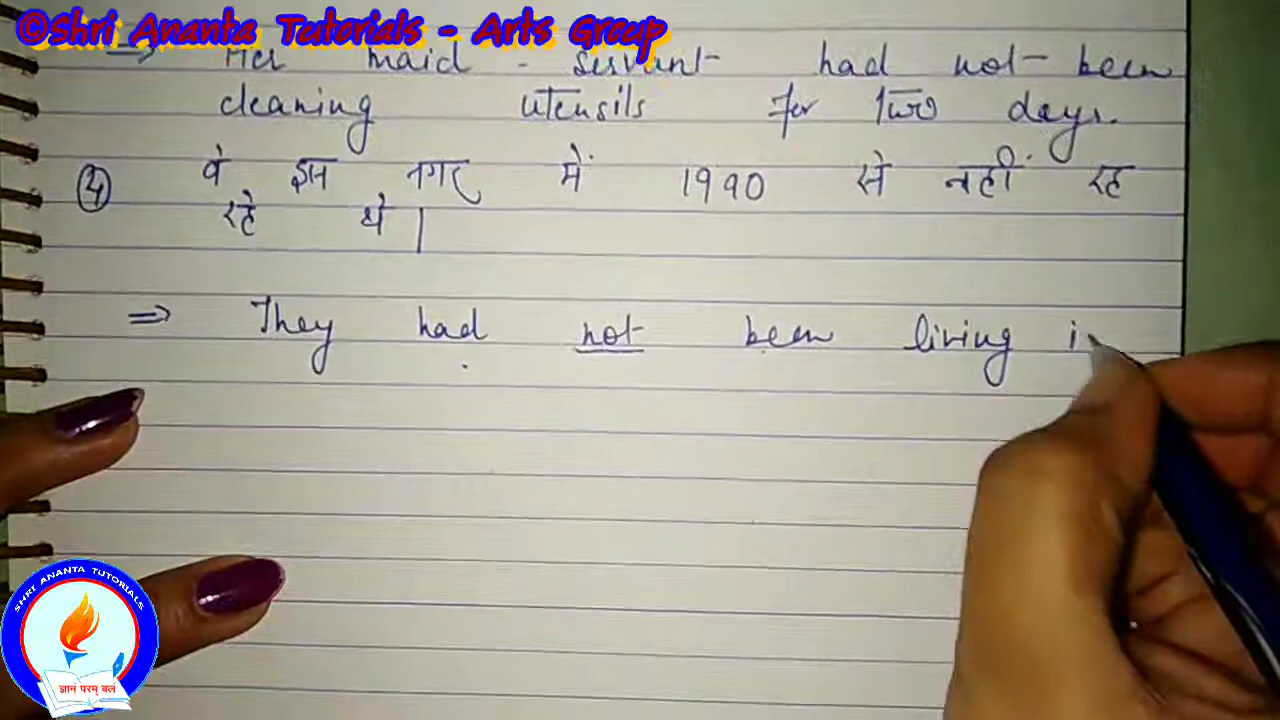 ©Shri Ananta Tutorials - Arts Group
⇒ Her maid - servant had not been
cleaning utensils for two days.
④ वे इस नगर में 1990 से नहीं रह
रहे थे |
⇒ They had not been living i
SHRI ANANTA TUTORIALS
ज्ञानं परमं बलं